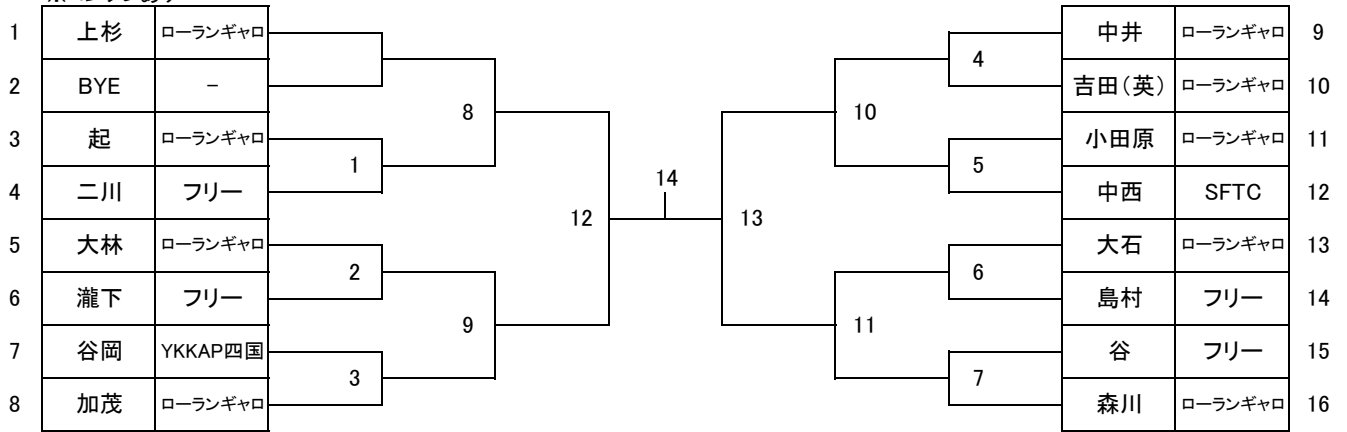 1 上杉 ローランギャロ
2 BYE -
3 起 ローランギャロ
4 二川 フリー
5 大林 ローランギャロ
6 瀧下 フリー
7 谷岡 YKKAP四国
8 加茂 ローランギャロ
1
2
3
8
9
12
14
13
10
11
4
5
6
7
中井 ローランギャロ 9
吉田(英) ローランギャロ 10
小田原 ローランギャロ 11
中西 SFTC 12
大石 ローランギャロ 13
島村 フリー 14
谷 フリー 15
森川 ローランギャロ 16